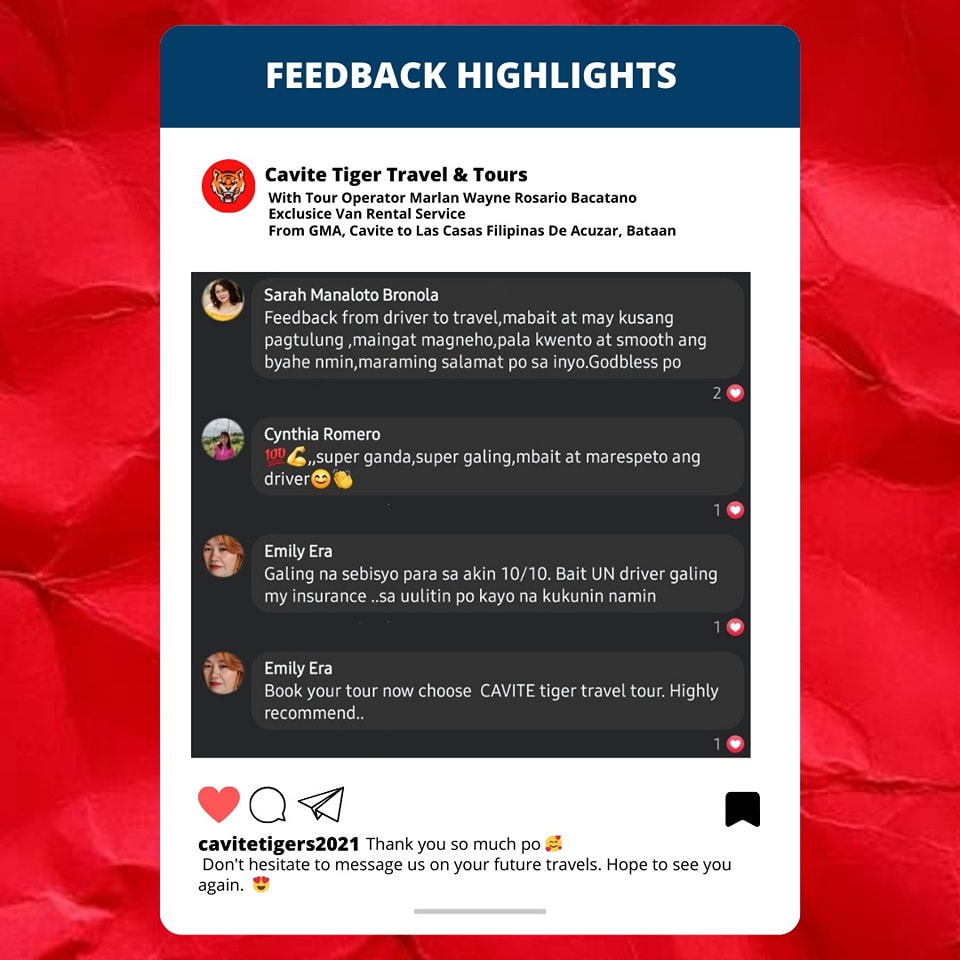 FEEDBACK HIGHLIGHTS
Cavite Tiger Travel & Tours
With Tour Operator Marlan Wayne Rosario Bacatano
Exclusice Van Rental Service
From GMA, Cavite to Las Casas Filipinas De Acuzar, Bataan
Sarah Manaloto Bronola
Feedback from driver to travel,mabait at may kusang
pagtulung ,maingat magneho,pala kwento at smooth ang
byahe nmin,maraming salamat po sa inyo.Godbless po
2
Cynthia Romero
💯💪,,super ganda,super galing,mbait at marespeto ang
driver😊👏
1
Emily Era
Galing na sebisyo para sa akin 10/10. Bait UN driver galing
my insurance ..sa uulitin po kayo na kukunin namin
1
Emily Era
Book your tour now choose  CAVITE tiger travel tour. Highly
recommend..
1
cavitetigers2021 Thank you so much po🥰
Don't hesitate to message us on your future travels. Hope to see you
again. 😍